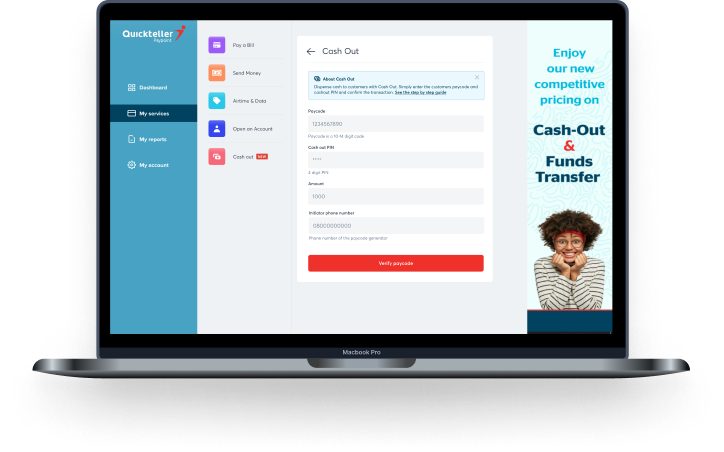 Quickteller
Paypoint
Dashboard
My services
My reports
My account
Pay a Bill
Send Money
Airtime & Data
Open an Account
Cash out NEW
Cash Out
About Cash Out
Dispense cash to customers with Cash Out. Simply enter the customers paycode and
cashout PIN and confirm the transaction. See the step by step guide
Paycode
1234567890
Paycode is a 10-14 digit code
Cash out PIN
****
4 digit PIN
Amount
1000
Initiator phone number
08000000000
Phone number of the paycode generator
Verify paycode
Enjoy
our new
competitive
pricing on
Cash-Out
&
Funds
Transfer
Macbook Pro